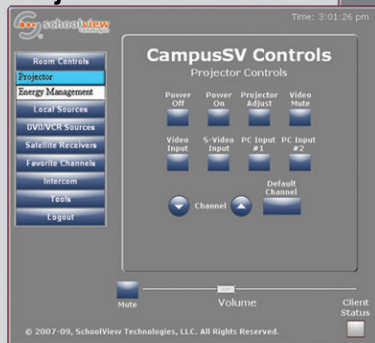 Time: 3:01:26 pm
schoolview
CampusSV Controls
Projector Controls
Room Controls
Projector
Energy Management
Local Sources
DVD/VCR Sources
Satellite Receivers
Favorite Channels
Intercom
Tools
Logout
Power Off
Power On
Projector Adjust
Video Mute
Video Input
S-Video Input
PC Input #1
PC Input #2
Channel
Default Channel
Mute
Volume
Client Status
© 2007-09, SchoolView Technologies, LLC. All Rights Reserved.